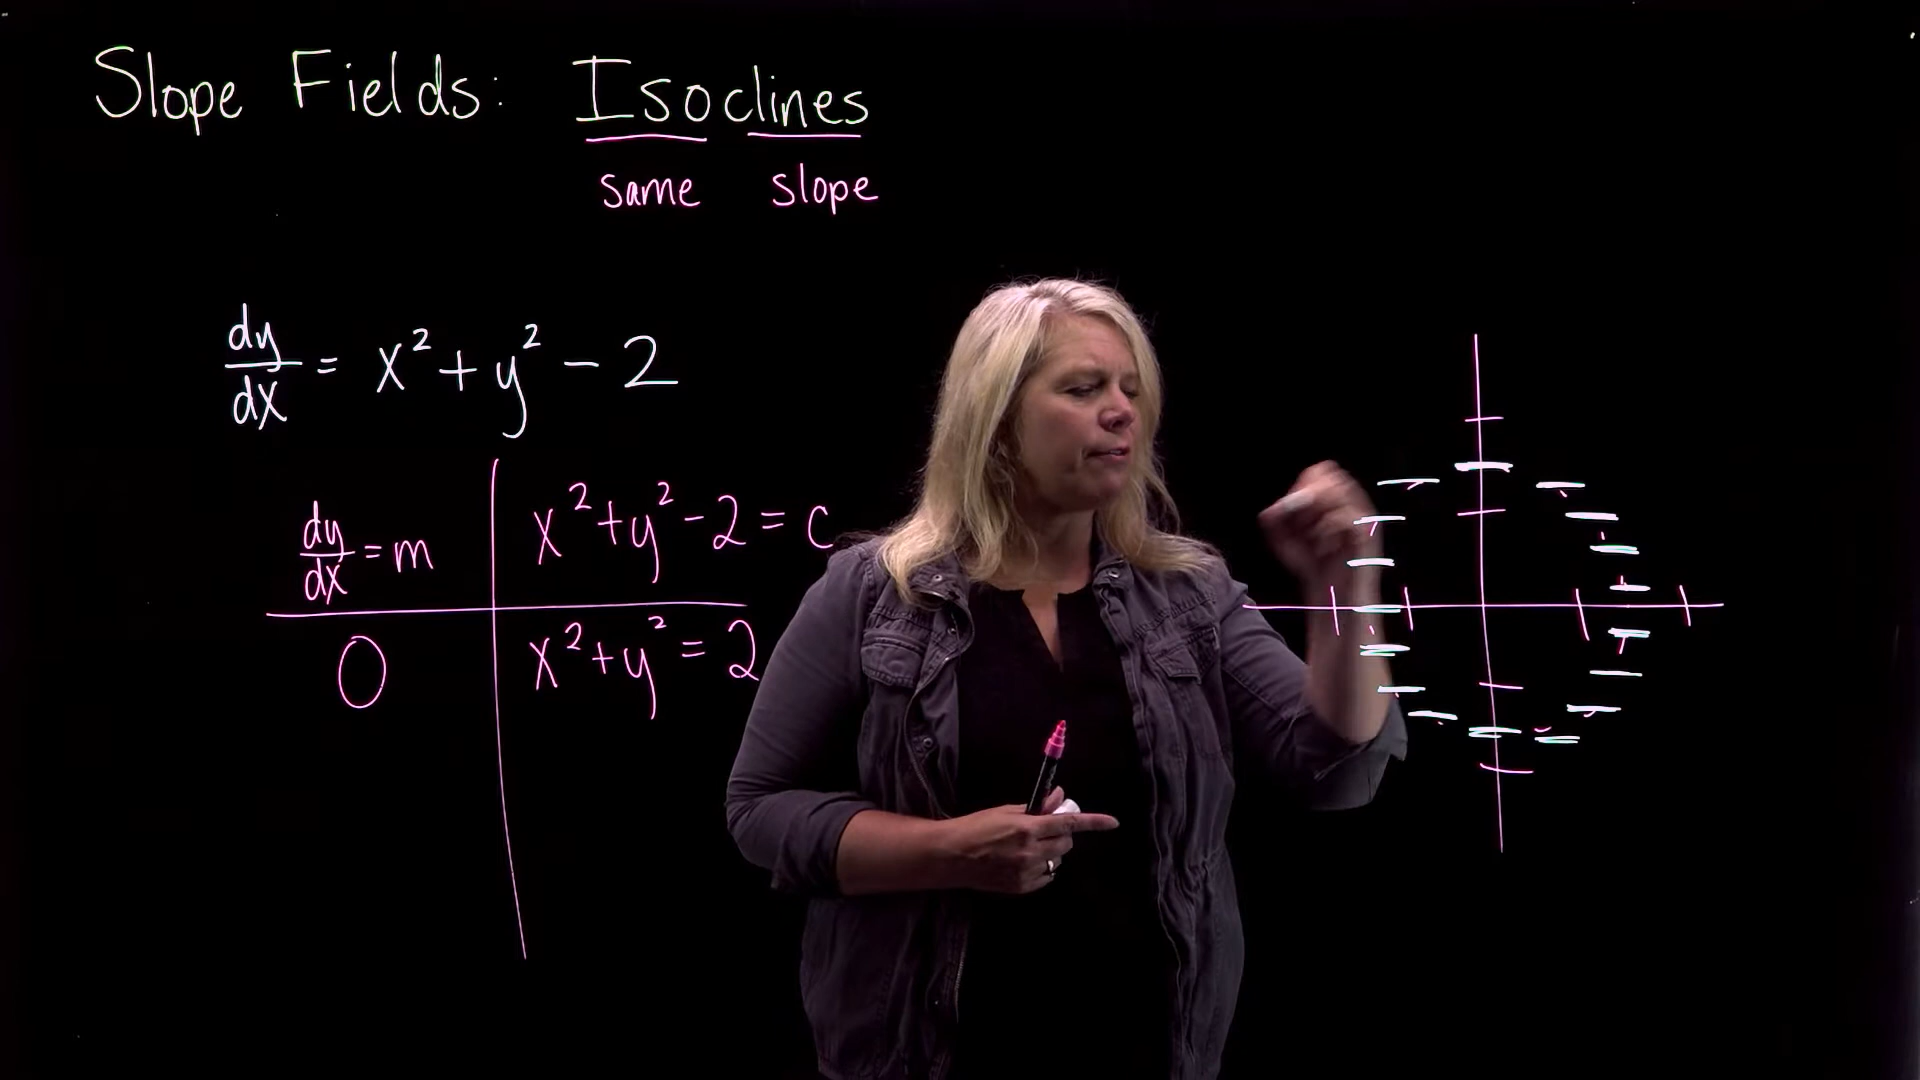 Slope Fields: Isoclines
same slope
dy/dx = x² + y² - 2
dy/dx = m
x² + y² - 2 = c
0
x² + y² = 2